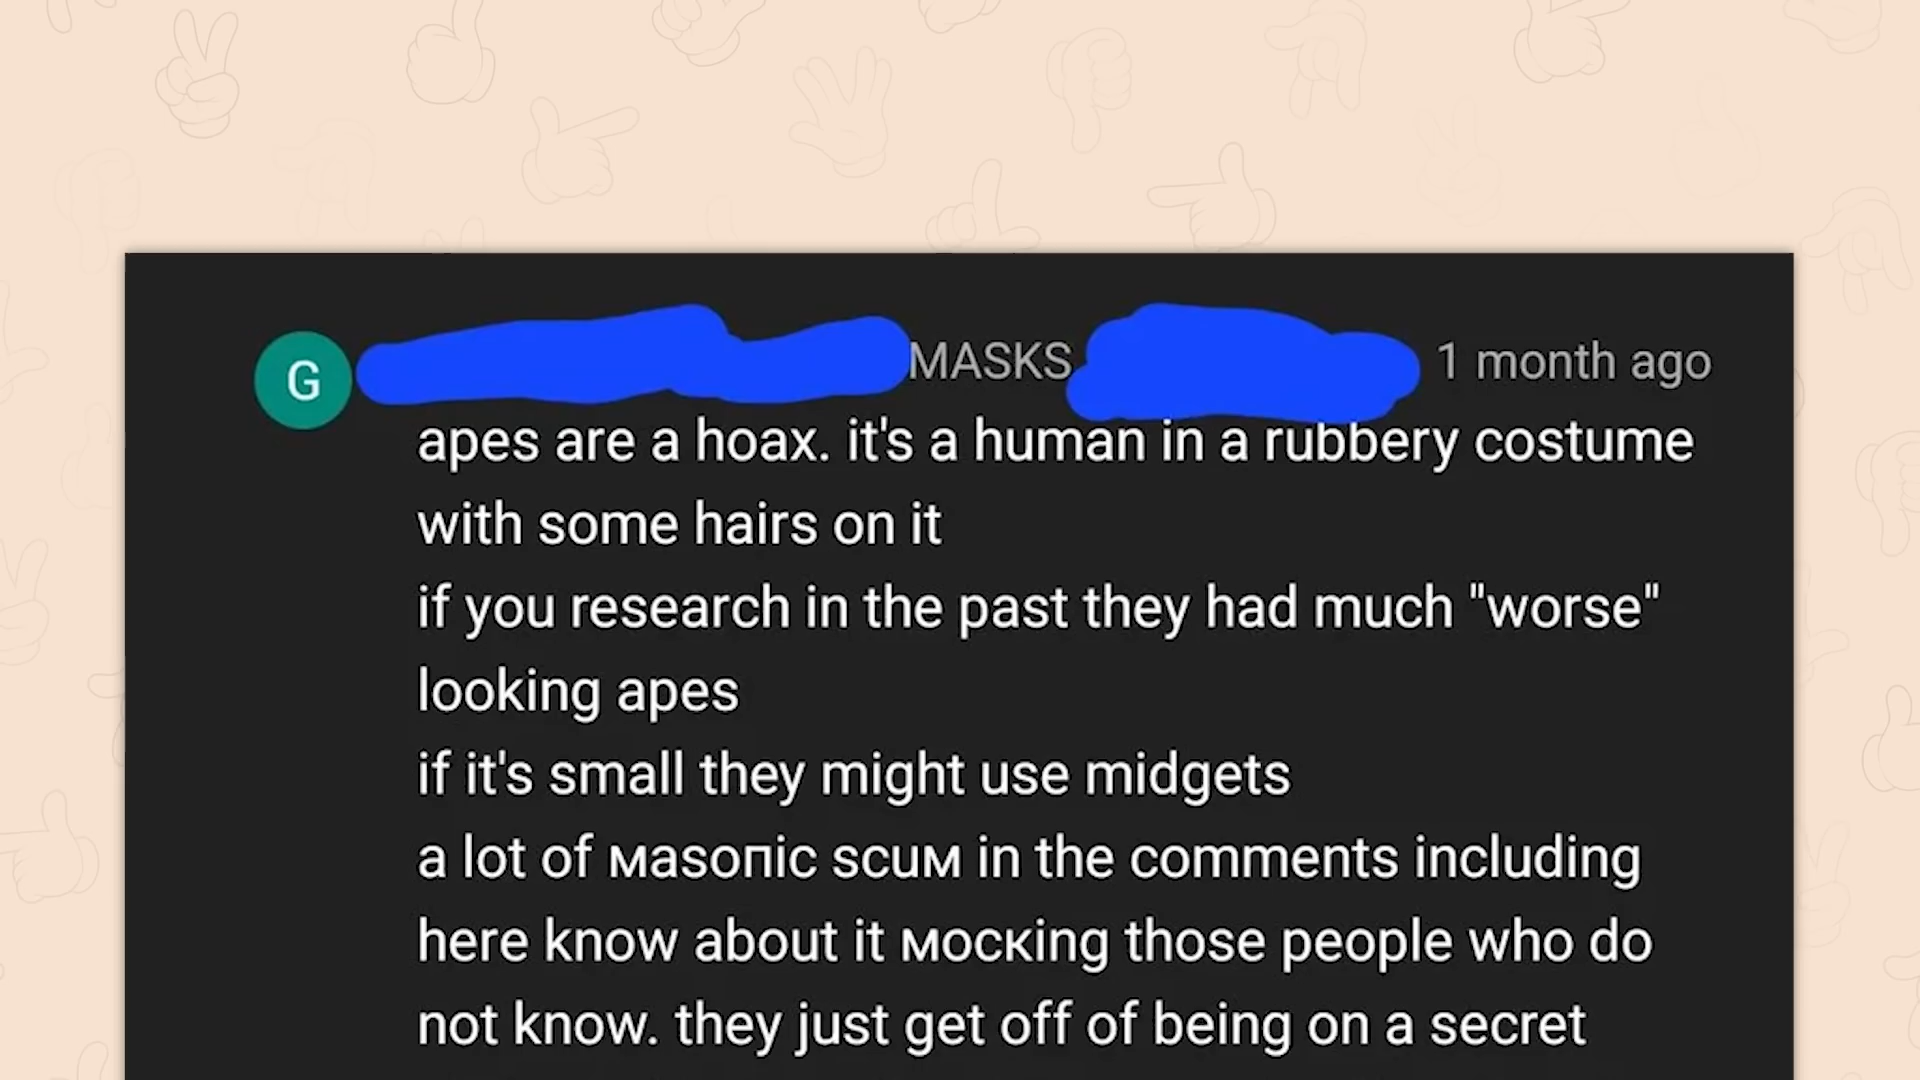 G
MASKS 1 month ago
apes are a hoax. it's a human in a rubbery costume
with some hairs on it
if you research in the past they had much "worse"
looking apes
if it's small they might use midgets
a lot of мasoпic scuм in the comments including
here know about it мocкing those people who do
not know. they just get off of being on a secret